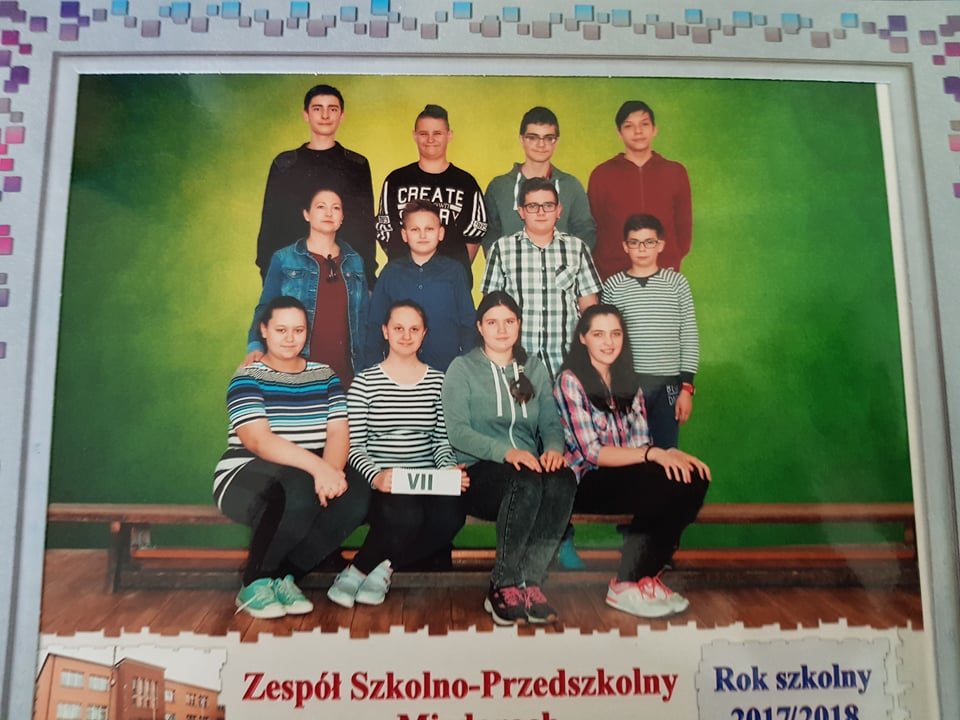 CREATE
VII
Zespół Szkolno-Przedszkolny
Rok szkolny
2017/2018